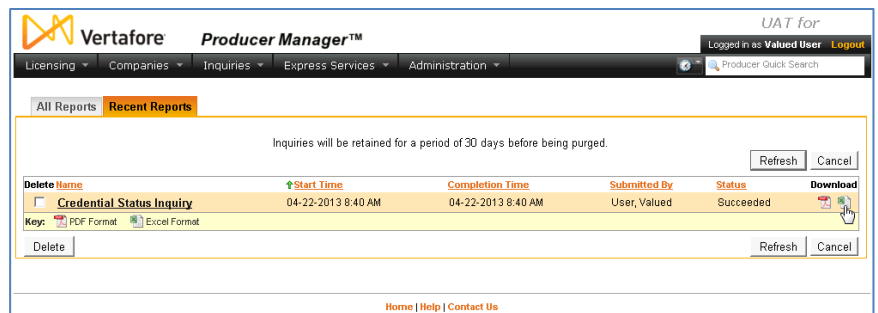 UAT for
Vertafore Producer Manager™
Logged in as Valued User Logout
Licensing Companies Inquiries Express Services Administration Producer Quick Search
All Reports Recent Reports
Inquiries will be retained for a period of 30 days before being purged.
Refresh Cancel
Delete Name Start Time Completion Time Submitted By Status Download
Credential Status Inquiry 04-22-2013 8:40 AM 04-22-2013 8:40 AM User, Valued Succeeded
Key: PDF Format Excel Format
Delete Refresh Cancel
Home | Help | Contact Us